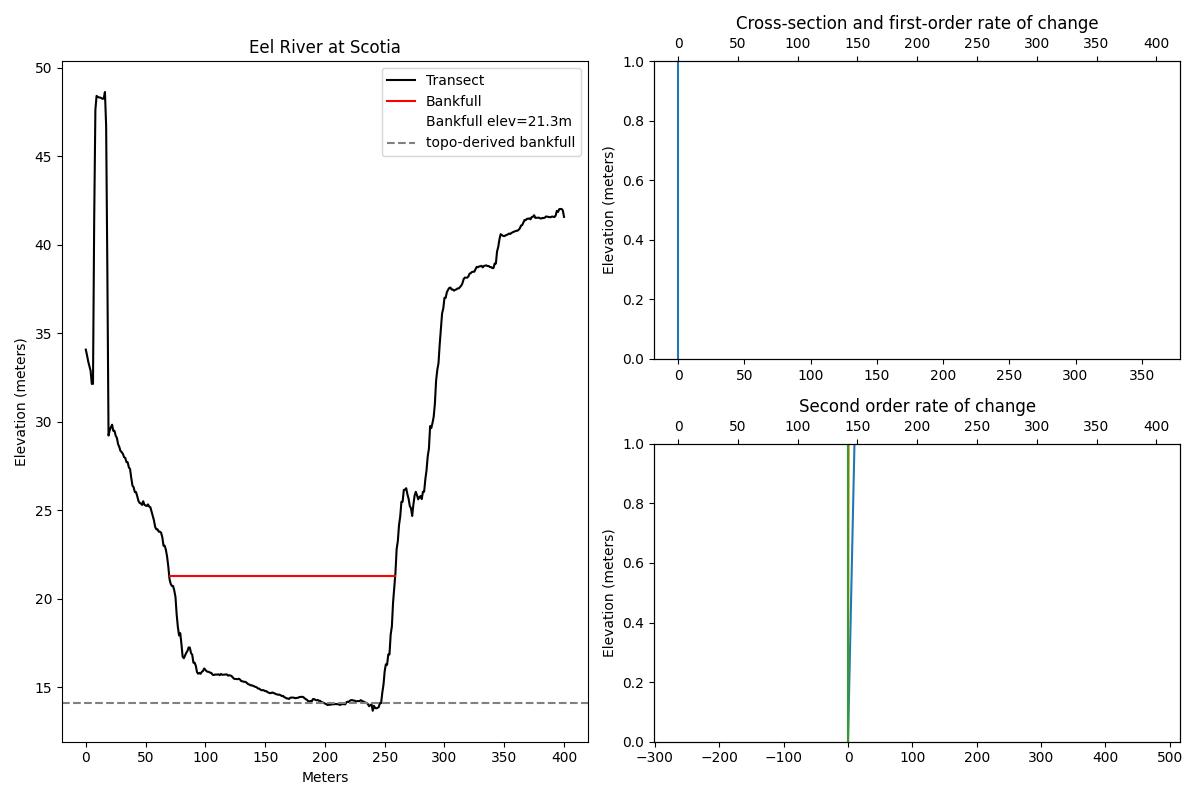 Eel River at Scotia
50
45
40
35
30
25
20
15
Elevation (meters)
0 50 100 150 200 250 300 350 400
Meters
Transect
Bankfull
Bankfull elev=21.3m
topo-derived bankfull
Cross-section and first-order rate of change
0 50 100 150 200 250 300 350 400
1.0
0.8
0.6
0.4
0.2
0.0
Elevation (meters)
0 50 100 150 200 250 300 350
Second order rate of change
0 50 100 150 200 250 300 350 400
1.0
0.8
0.6
0.4
0.2
0.0
Elevation (meters)
−300 −200 −100 0 100 200 300 400 500